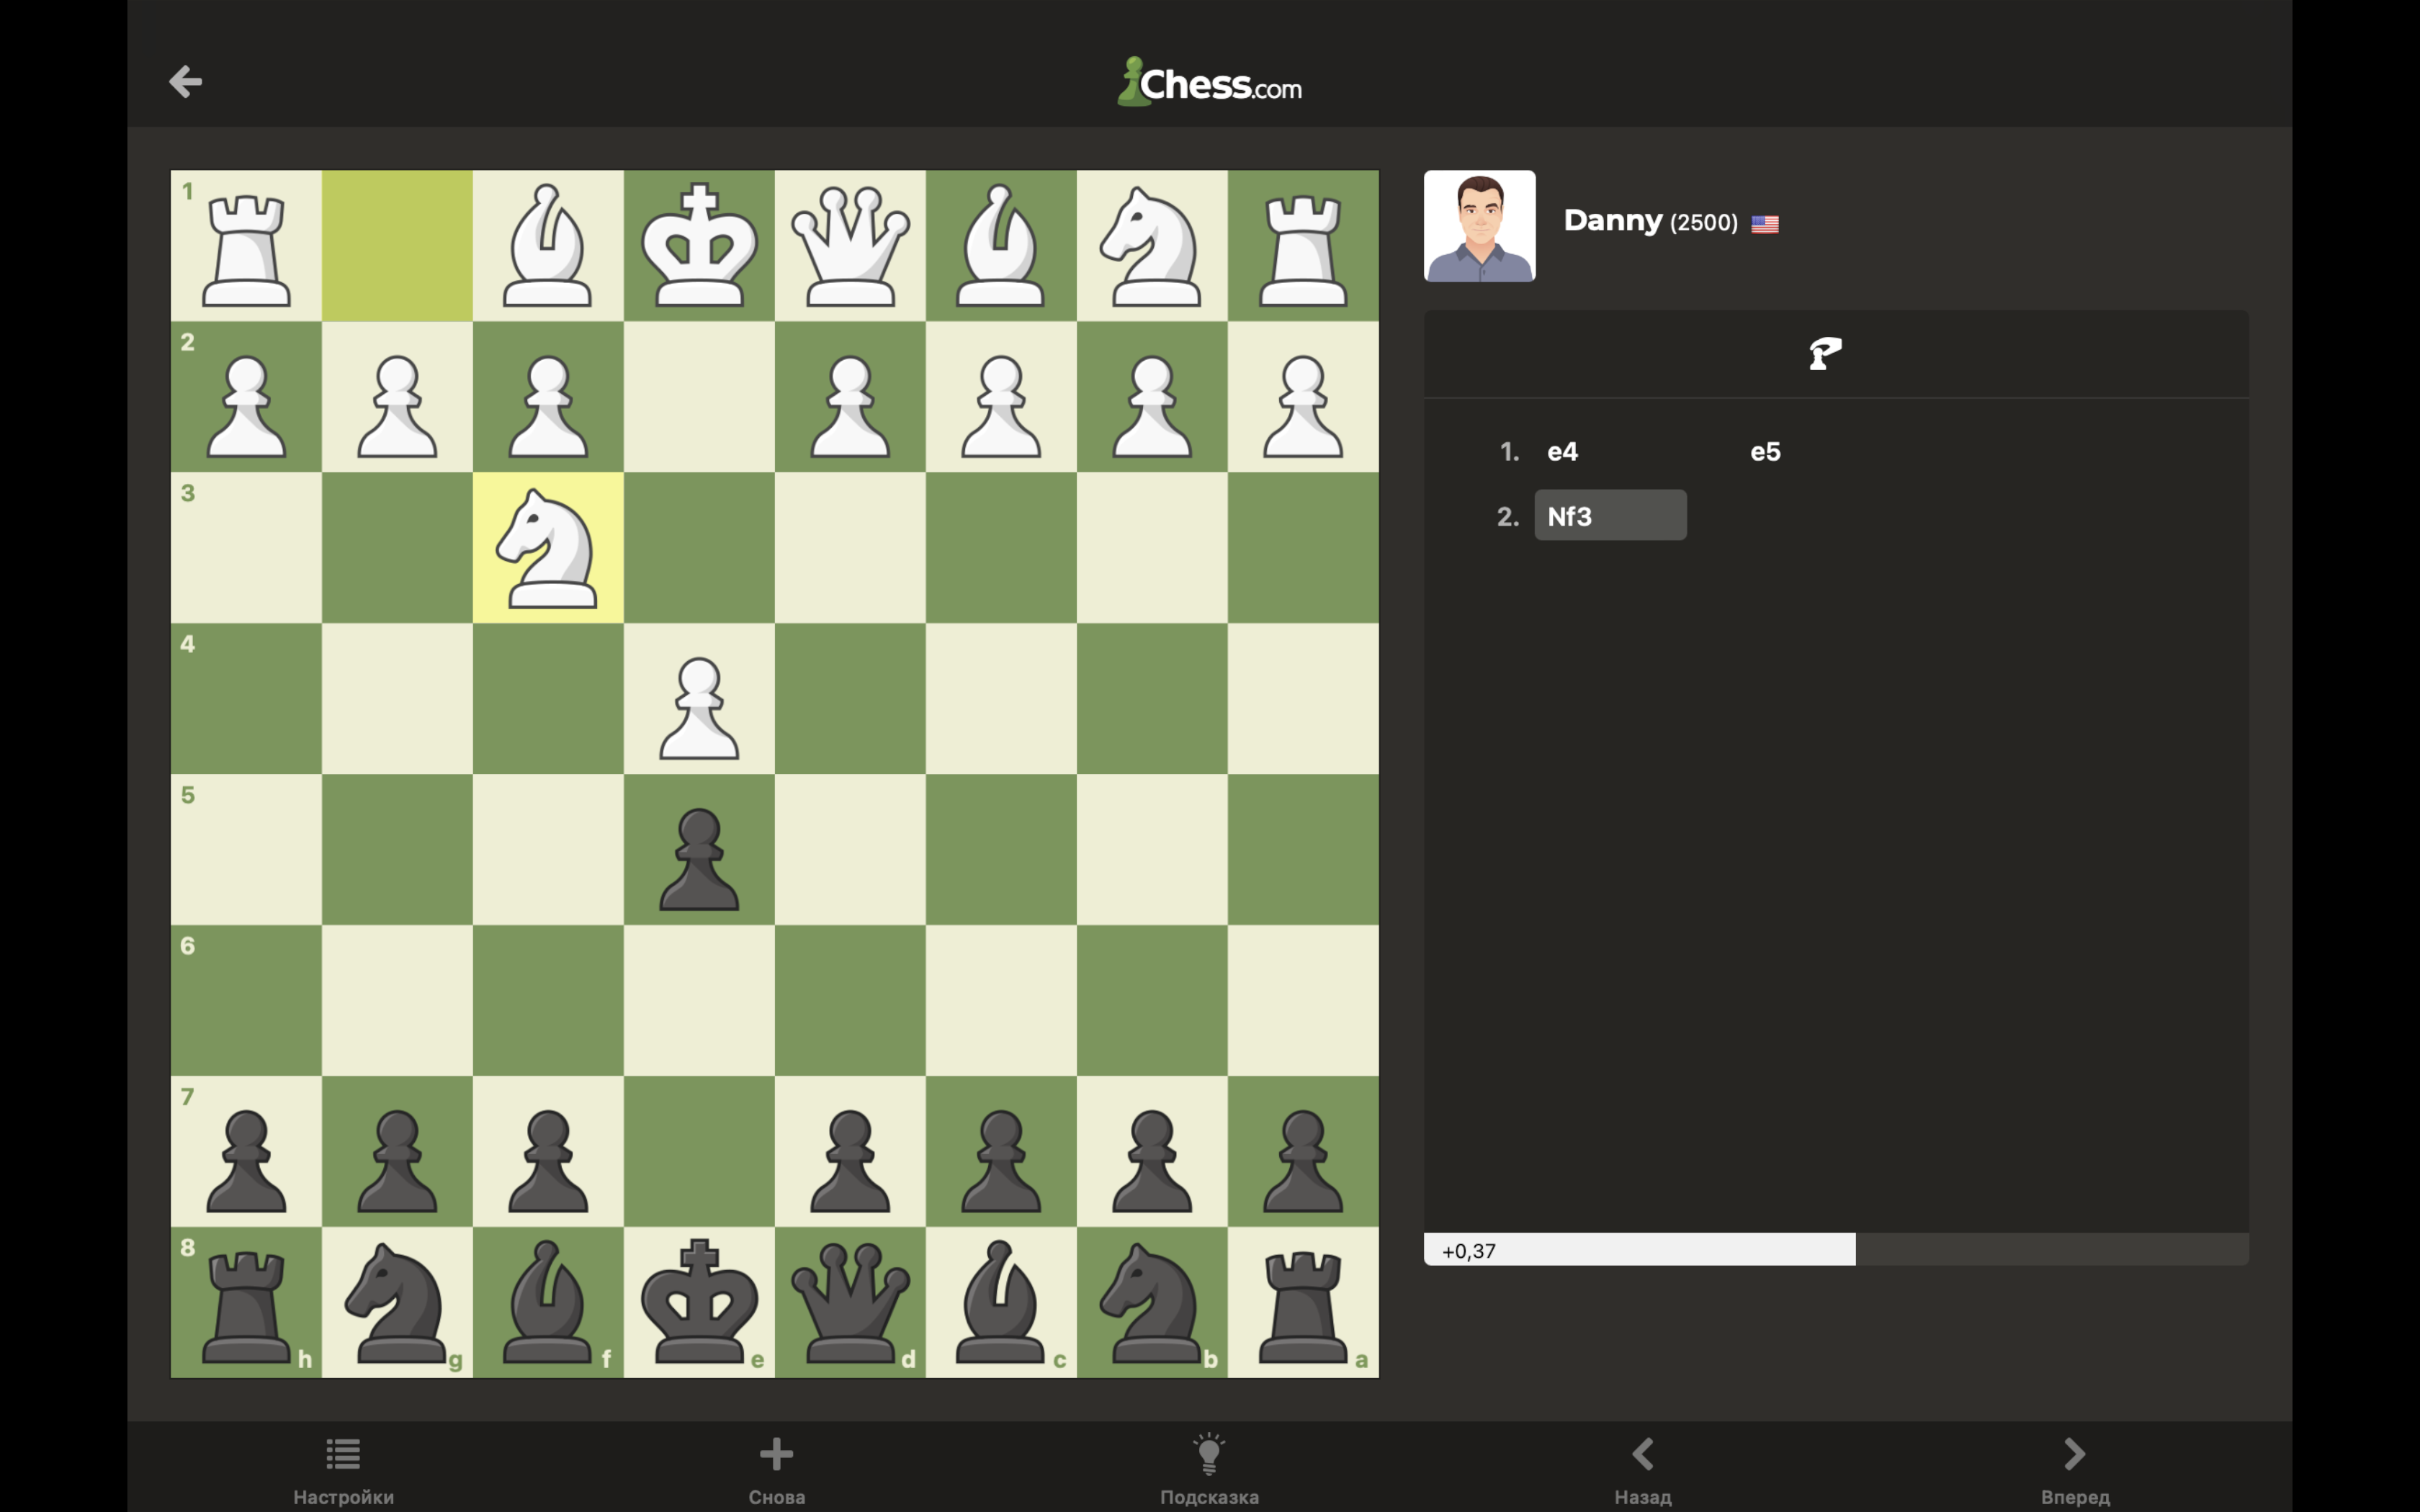 Chess.com
Danny (2500)
1. e4 e5
2. Nf3
+0,37
1
2
3
4
5
6
7
8
h g f e d c b a
Настройки Снова Подсказка Назад Вперед